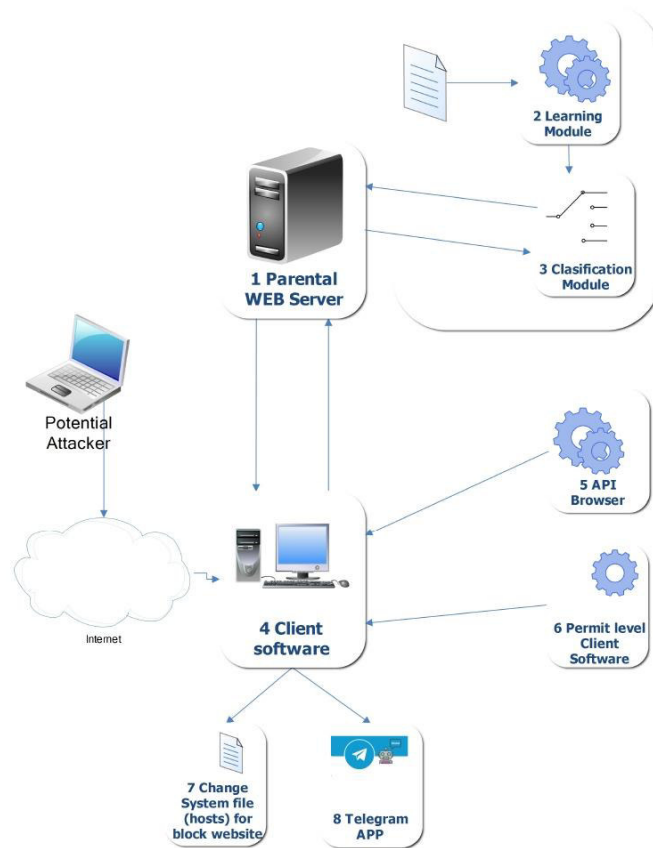 2 Learning
Module
3 Clasification
Module
1 Parental
WEB Server
Potential
Attacker
5 API
Browser
Internet
4 Client
software
6 Permit level
Client
Software
7 Change
System file
(hosts) for
block website
8 Telegram
APP